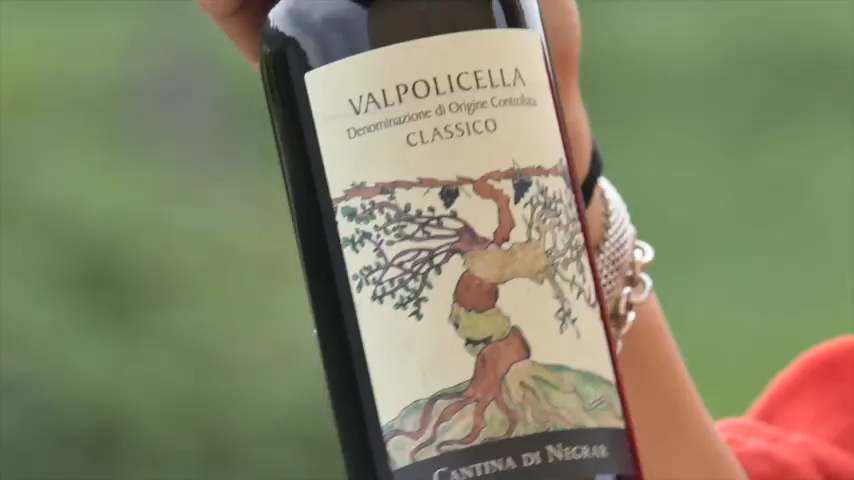 VALPOLICELLA
Denominazione di Origine Controllata
CLASSICO
CANTINA DI NEGRAR